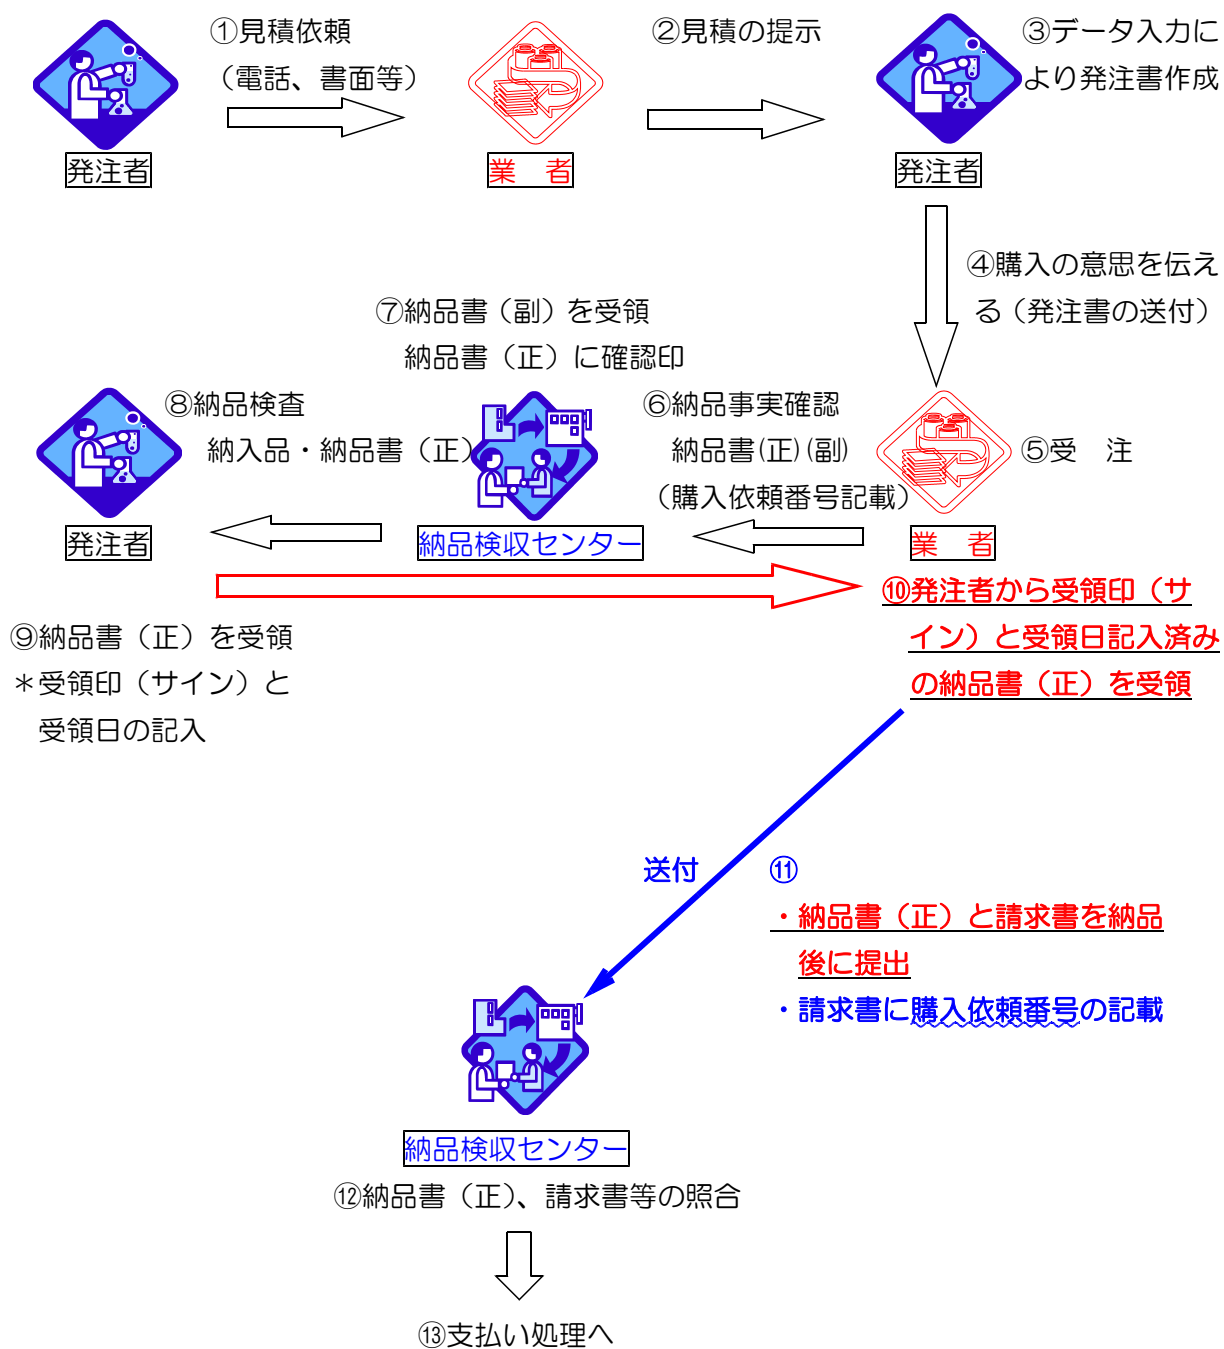 ①見積依頼
（電話、書面等）
②見積の提示
③データ入力に
より発注書作成
発注者
業　者
発注者
④購入の意思を伝え
る（発注書の送付）
⑦納品書（副）を受領
納品書（正）に確認印
⑧納品検査
納入品・納品書（正）
⑥納品事実確認
納品書(正)(副)
（購入依頼番号記載）
⑤受　注
発注者
納品検収センター
業　者
⑩発注者から受領印（サ
イン）と受領日記入済み
の納品書（正）を受領
⑨納品書（正）を受領
＊受領印（サイン）と
受領日の記入
送付
⑪
・納品書（正）と請求書を納品
後に提出
・請求書に購入依頼番号の記載
納品検収センター
⑫納品書（正）、請求書等の照合
⑬支払い処理へ